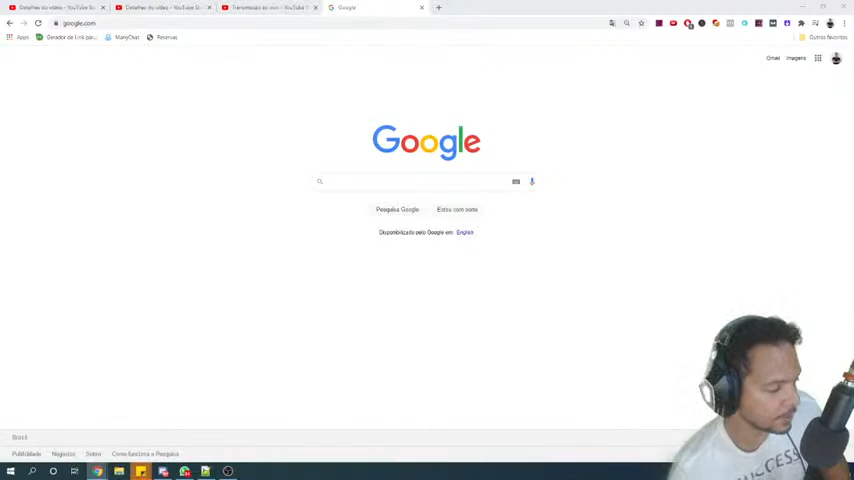 Detalhes do vídeo - YouTube St
Detalhes do vídeo - YouTube St
Transmissão ao vivo - YouTube S
Google
google.com
Apps
Gerador de Link par...
ManyChat
Reservas
Outros favoritos
Gmail
Imagens
Google
Pesquisa Google
Estou com sorte
Disponibilizado pelo Google em: English
Brasil
Publicidade
Negócios
Sobre
Como funciona a Pesquisa
SUCCESS